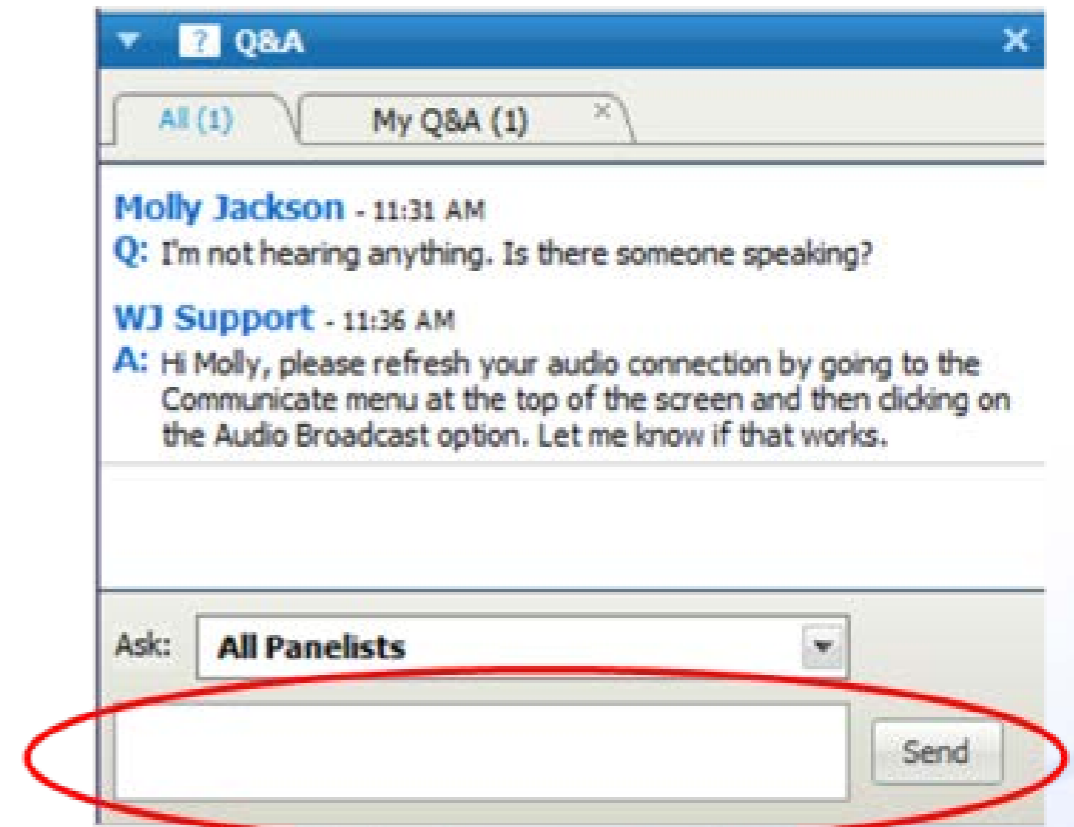 ? Q&A
All (1) My Q&A (1)
Molly Jackson - 11:31 AM
Q: I'm not hearing anything. Is there someone speaking?
WJ Support - 11:36 AM
A: Hi Molly, please refresh your audio connection by going to the
Communicate menu at the top of the screen and then clicking on
the Audio Broadcast option. Let me know if that works.
Ask: All Panelists
Send